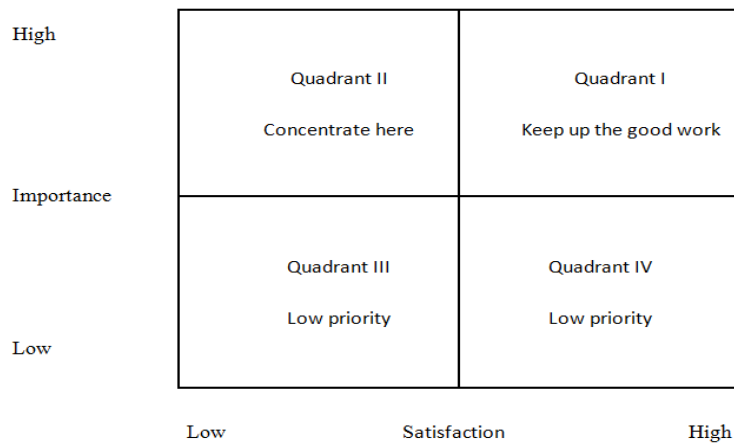 High
Quadrant II
Quadrant I
Concentrate here
Keep up the good work
Importance
Quadrant III
Quadrant IV
Low priority
Low priority
Low
Low
Satisfaction
High